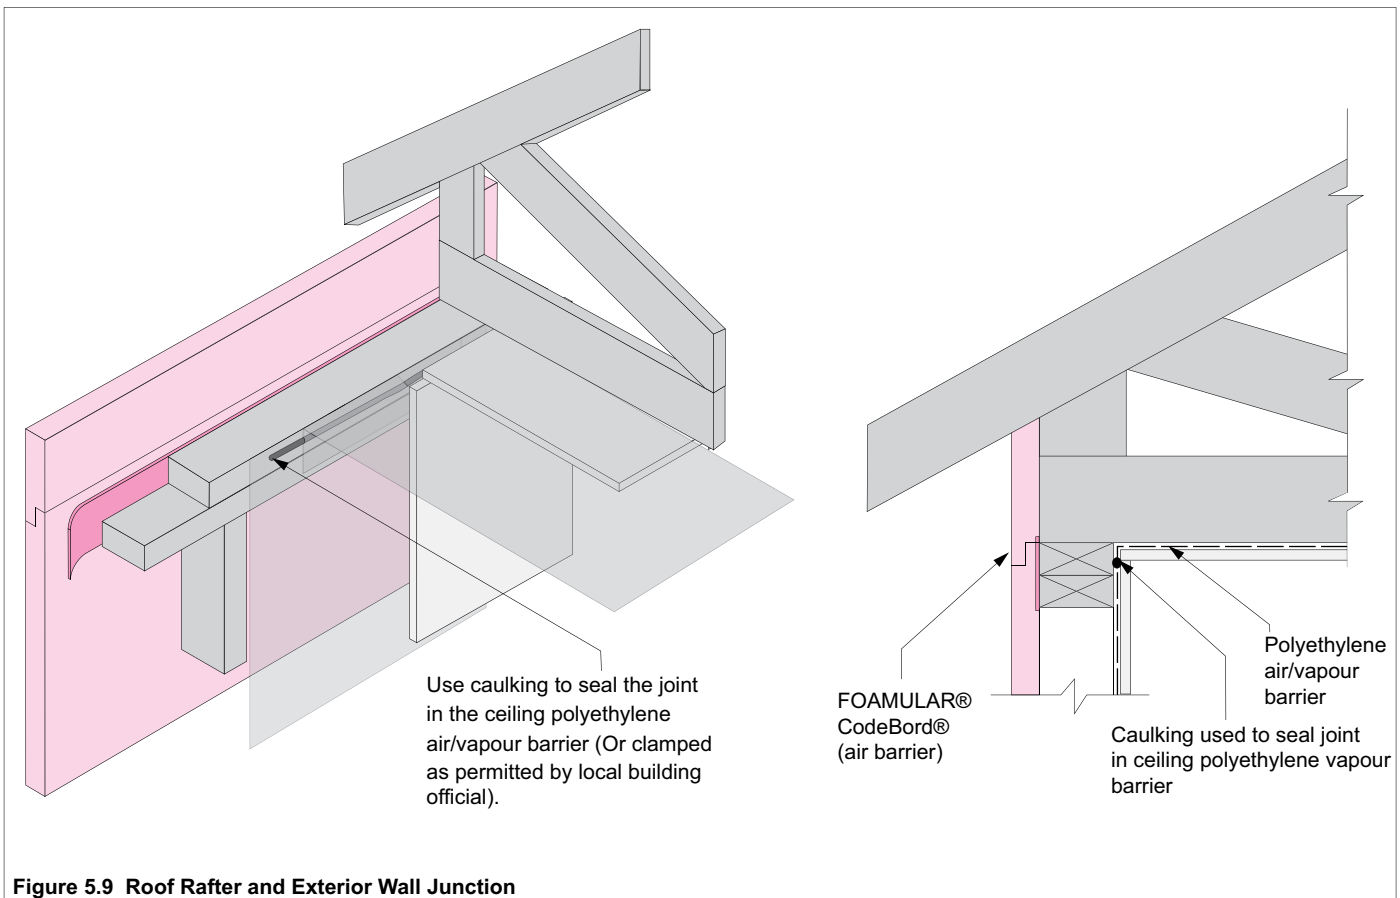 Use caulking to seal the joint
in the ceiling polyethylene
air/vapour barrier (Or clamped
as permitted by local building
official).
FOAMULAR®
CodeBord®
(air barrier)
Polyethylene
air/vapour
barrier
Caulking used to seal joint
in ceiling polyethylene vapour
barrier
Figure 5.9 Roof Rafter and Exterior Wall Junction